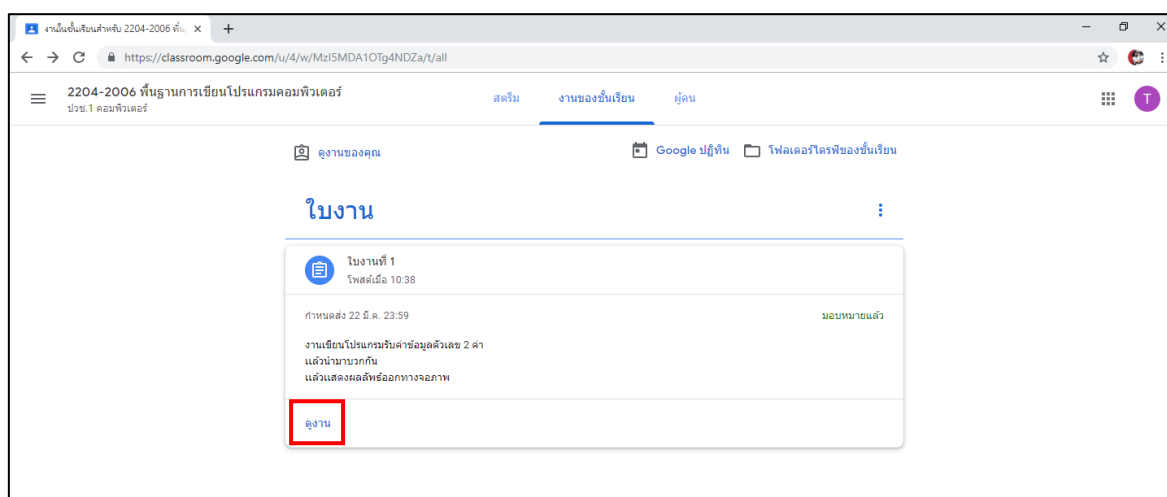 งานในชั้นเรียนสำหรับ 2204-2006 พื้น
https://classroom.google.com/u/4/w/MzI5MDA1OTg4NDZa/t/all
2204-2006 พื้นฐานการเขียนโปรแกรมคอมพิวเตอร์
ปวช.1 คอมพิวเตอร์
สตรีม งานของชั้นเรียน ผู้คน
T
ดูงานของคุณ
Google ปฏิทิน โฟลเดอร์ไดรฟ์ของชั้นเรียน
ใบงาน
ใบงานที่ 1
โพสต์เมื่อ 10:38
กำหนดส่ง 22 มี.ค. 23:59 มอบหมายแล้ว
งานเขียนโปรแกรมรับค่าข้อมูลตัวเลข 2 ค่า
แล้วนำมาบวกกัน
แล้วแสดงผลลัพธ์ออกทางจอภาพ
ดูงาน